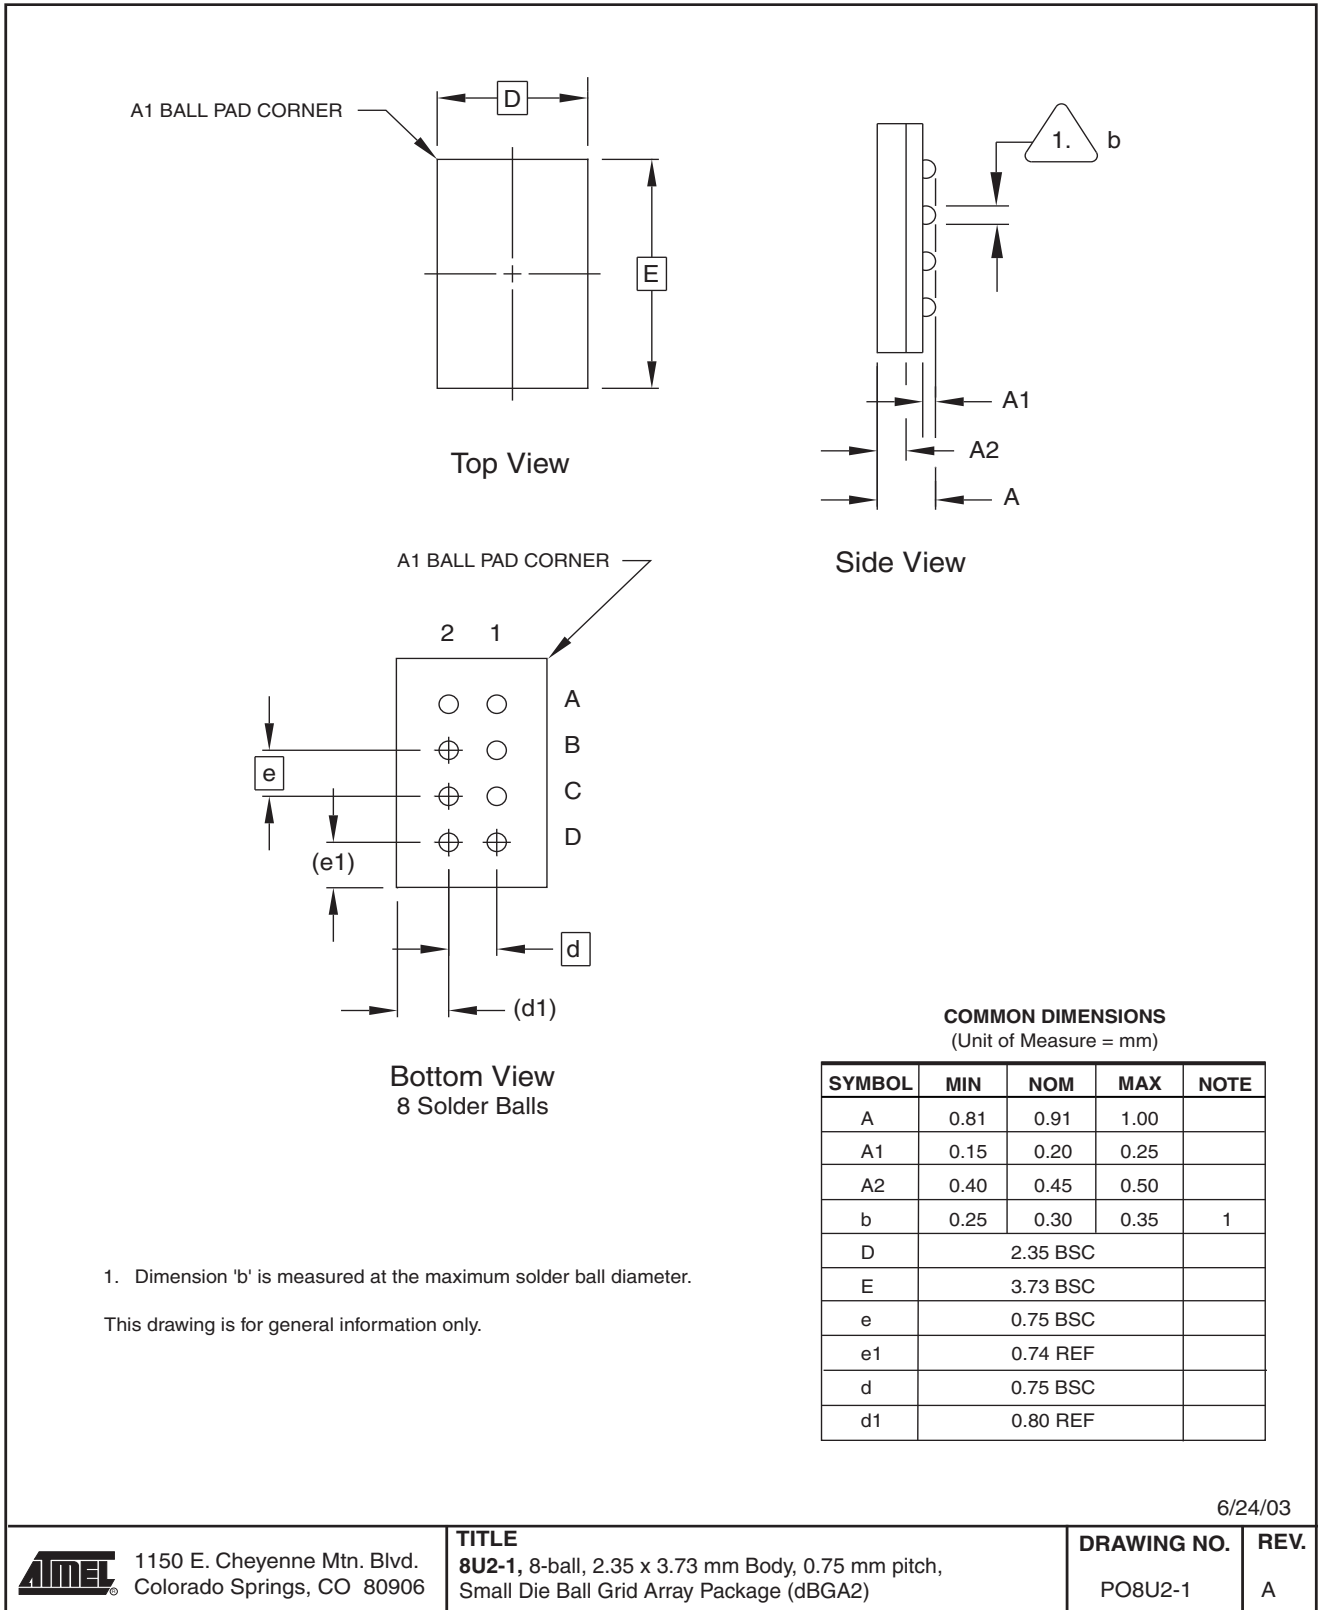 A1 BALL PAD CORNER
D
E
Top View
1.
b
A1
A2
A
Side View
A1 BALL PAD CORNER
2 1
A
B
C
D
e
(e1)
d
(d1)
Bottom View
8 Solder Balls
COMMON DIMENSIONS
(Unit of Measure = mm)
SYMBOL MIN NOM MAX NOTE
A 0.81 0.91 1.00
A1 0.15 0.20 0.25
A2 0.40 0.45 0.50
b 0.25 0.30 0.35 1
D 2.35 BSC
E 3.73 BSC
e 0.75 BSC
e1 0.74 REF
d 0.75 BSC
d1 0.80 REF
1. Dimension 'b' is measured at the maximum solder ball diameter.
This drawing is for general information only.
6/24/03
ATMEL ®
1150 E. Cheyenne Mtn. Blvd.
Colorado Springs, CO 80906
TITLE
8U2-1, 8-ball, 2.35 x 3.73 mm Body, 0.75 mm pitch,
Small Die Ball Grid Array Package (dBGA2)
DRAWING NO.
PO8U2-1
REV.
A